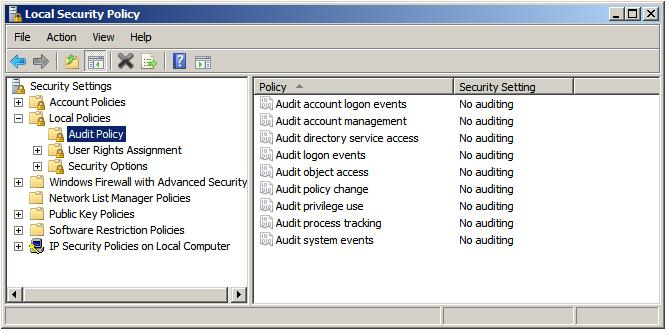 Local Security Policy
File Action View Help
Security Settings
Account Policies
Local Policies
Audit Policy
User Rights Assignment
Security Options
Windows Firewall with Advanced Security
Network List Manager Policies
Public Key Policies
Software Restriction Policies
IP Security Policies on Local Computer
Policy Security Setting
Audit account logon events No auditing
Audit account management No auditing
Audit directory service access No auditing
Audit logon events No auditing
Audit object access No auditing
Audit policy change No auditing
Audit privilege use No auditing
Audit process tracking No auditing
Audit system events No auditing